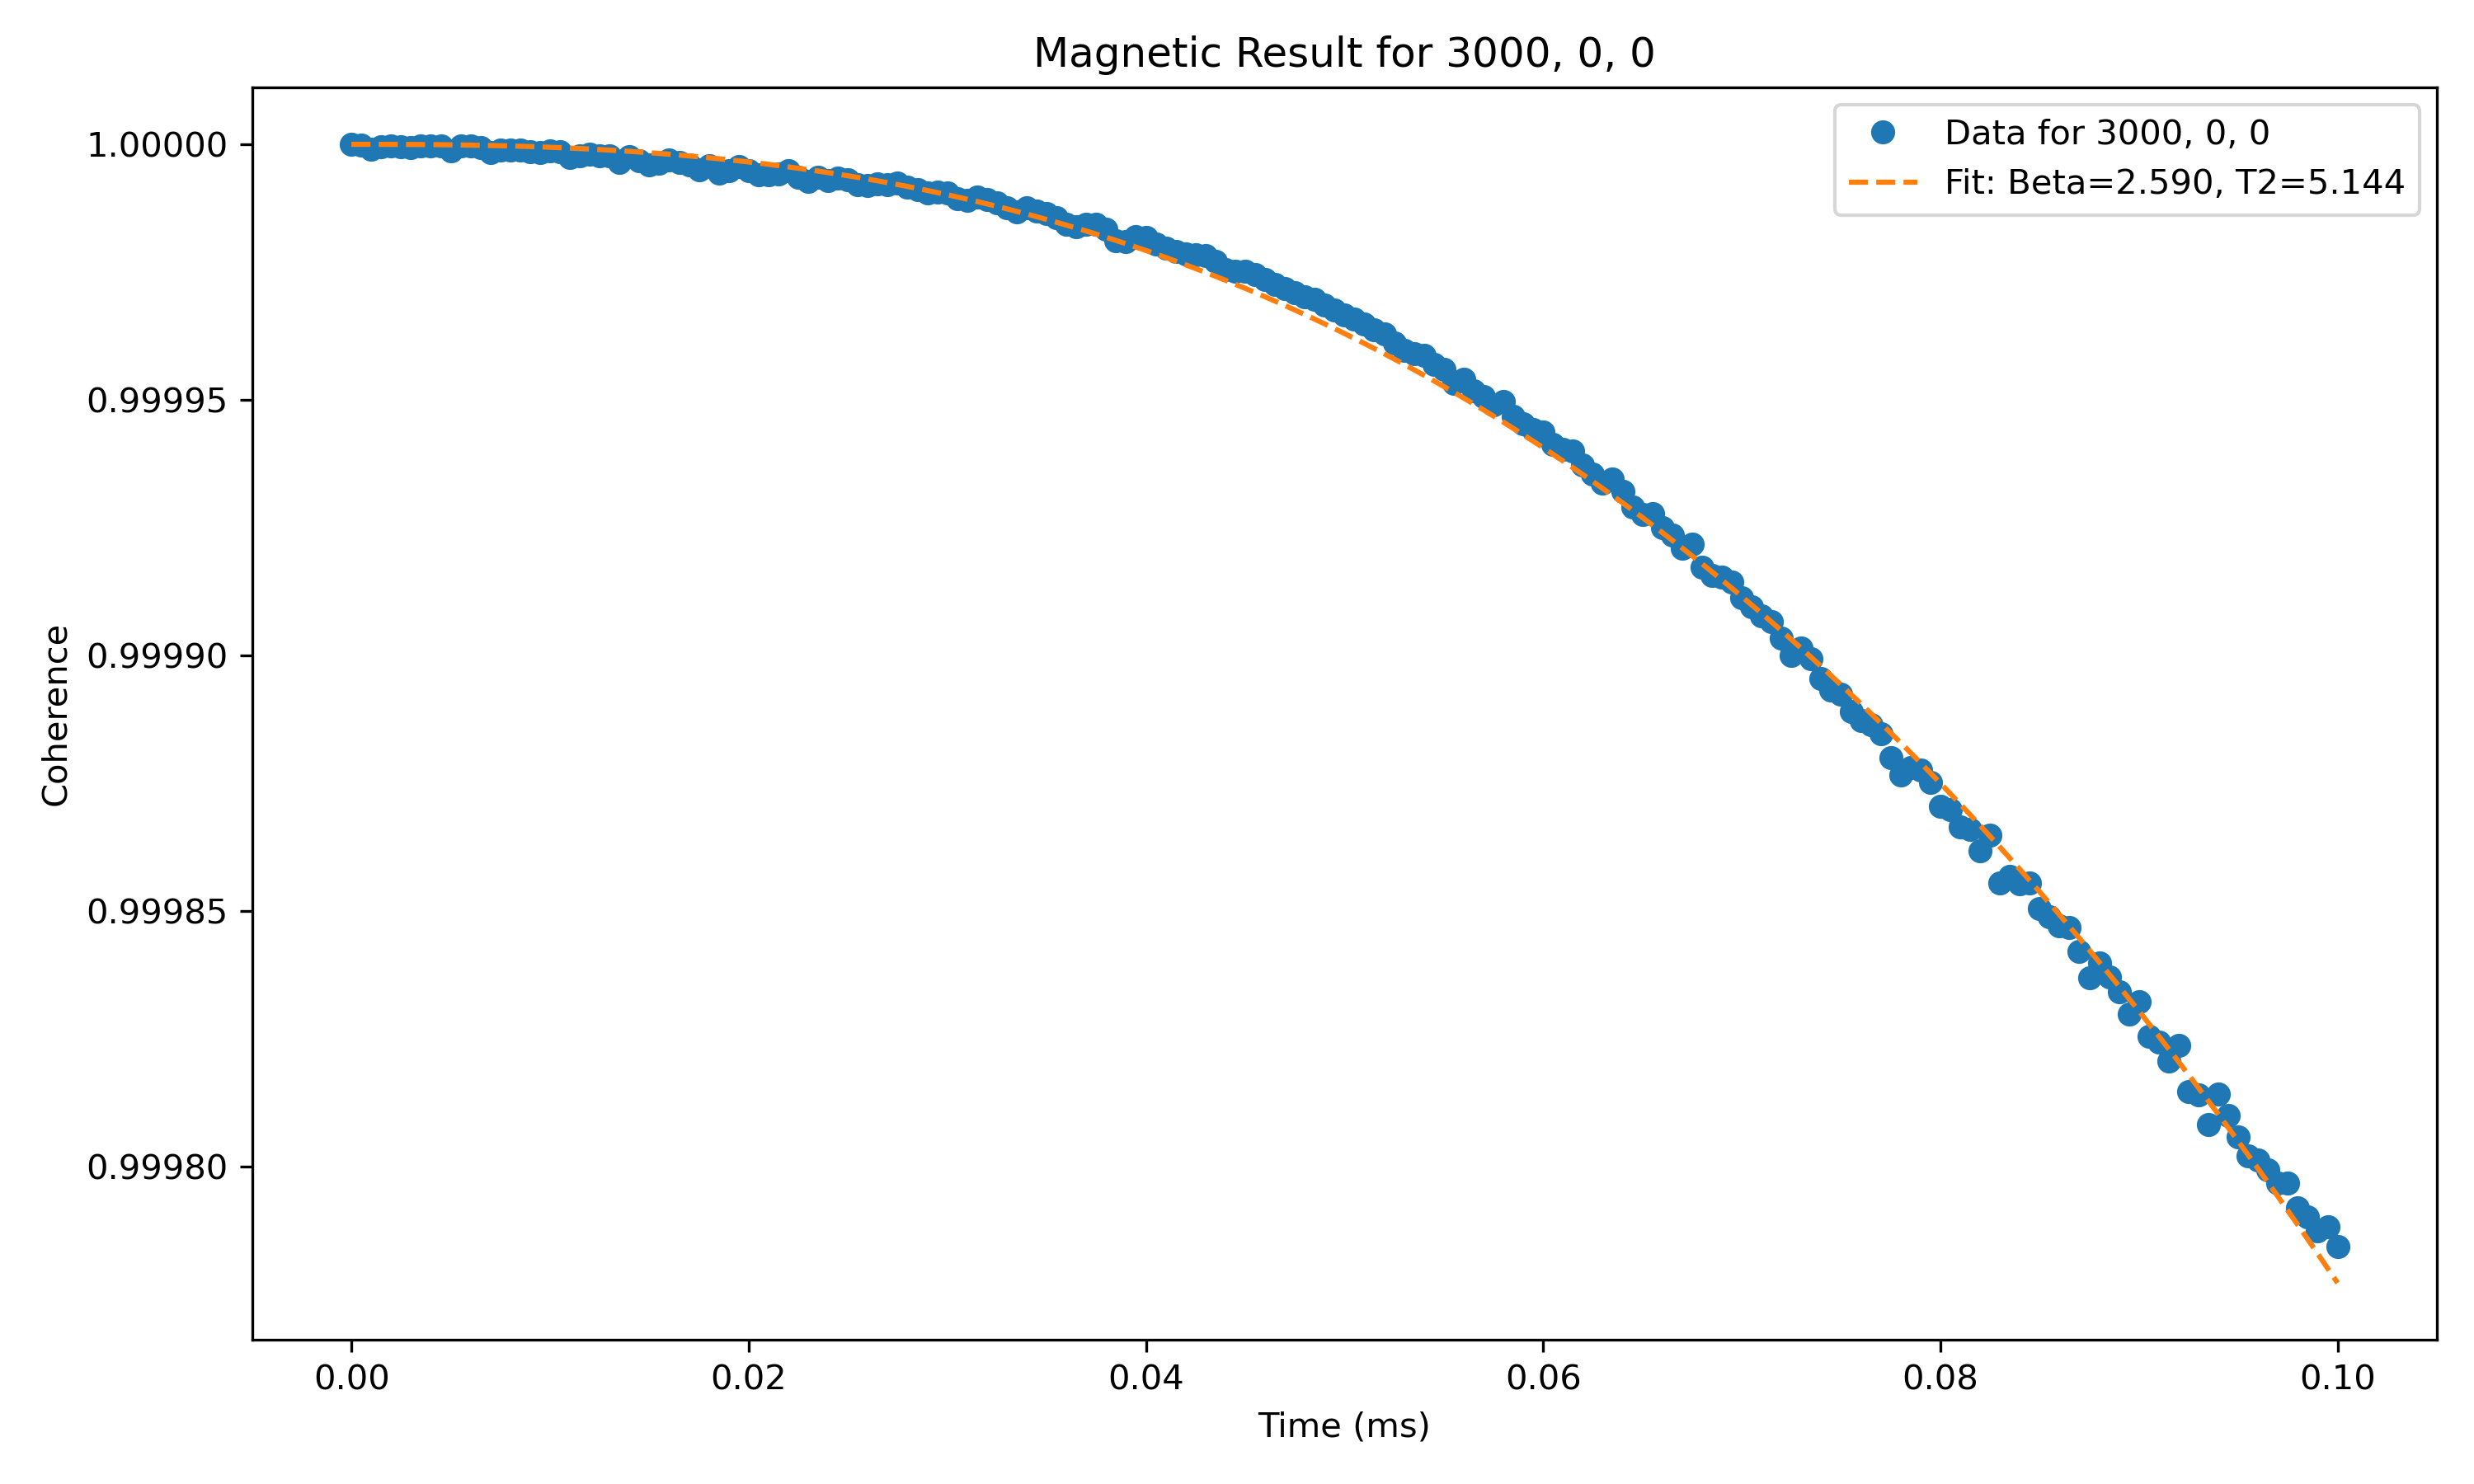 Magnetic Result for 3000, 0, 0
Data for 3000, 0, 0
Fit: Beta=2.590, T2=5.144
Coherence
1.00000
0.99995
0.99990
0.99985
0.99980
0.00 0.02 0.04 0.06 0.08 0.10
Time (ms)